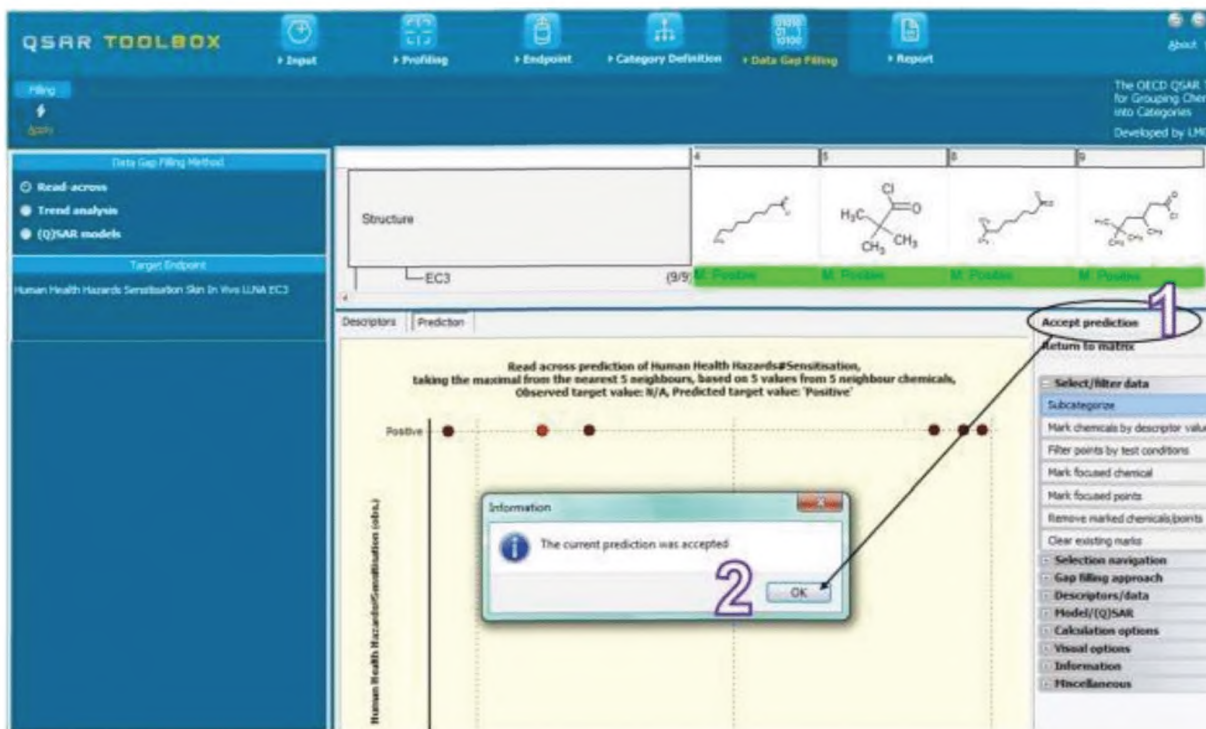 QSAR TOOLBOX
Input
Profiling
Endpoint
Category Definition
Data Gap Filling
Report
About
01010
01 1
10100
Filling
Apply
The OECD QSAR T
for Grouping Chen
into Categories
Developed by LMC
Data Gap Filling Method
Read-across
Trend analysis
(Q)SAR models
Target Endpoint
Human Health Hazards Sensitisation Skin In Vivo LLNA EC3
4
5
8
9
Structure
Cl
O
H₃C
CH₃
CH₃
EC3
(9/9)
M: Positive
M: Positive
M: Positive
M: Positive
Descriptors
Prediction
Accept prediction
1
Return to matrix
Read across prediction of Human Health Hazards#Sensitisation,
taking the maximal from the nearest 5 neighbours, based on 5 values from 5 neighbour chemicals,
Observed target value: N/A, Predicted target value: 'Positive'
Positive
Human Health Hazards#Sensitisation (obs.)
Information
The current prediction was accepted
2
OK
Select/filter data
Subcategorize
Mark chemicals by descriptor value
Filter points by test conditions
Mark focused chemical
Mark focused points
Remove marked chemicals/points
Clear existing marks
Selection navigation
Gap filling approach
Descriptors/data
Model/(Q)SAR
Calculation options
Visual options
Information
Miscellaneous